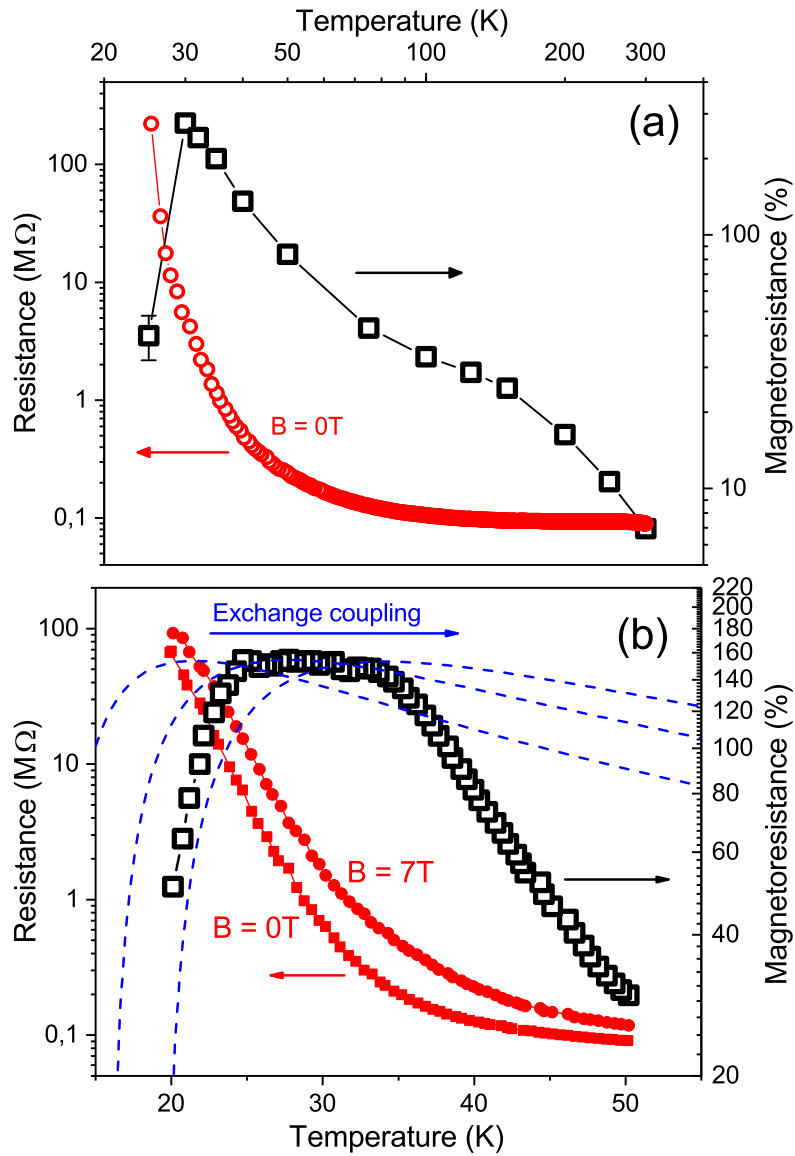 Temperature (K)
20 30 50 100 200 300
(a)
Resistance (MΩ)
100
10
1
0,1
B = 0T
Magnetoresistance (%)
100
10
(b)
Exchange coupling
Resistance (MΩ)
100
10
1
0,1
B = 7T
B = 0T
Magnetoresistance (%)
220
200
180
160
140
120
100
80
60
40
20
20 30 40 50
Temperature (K)